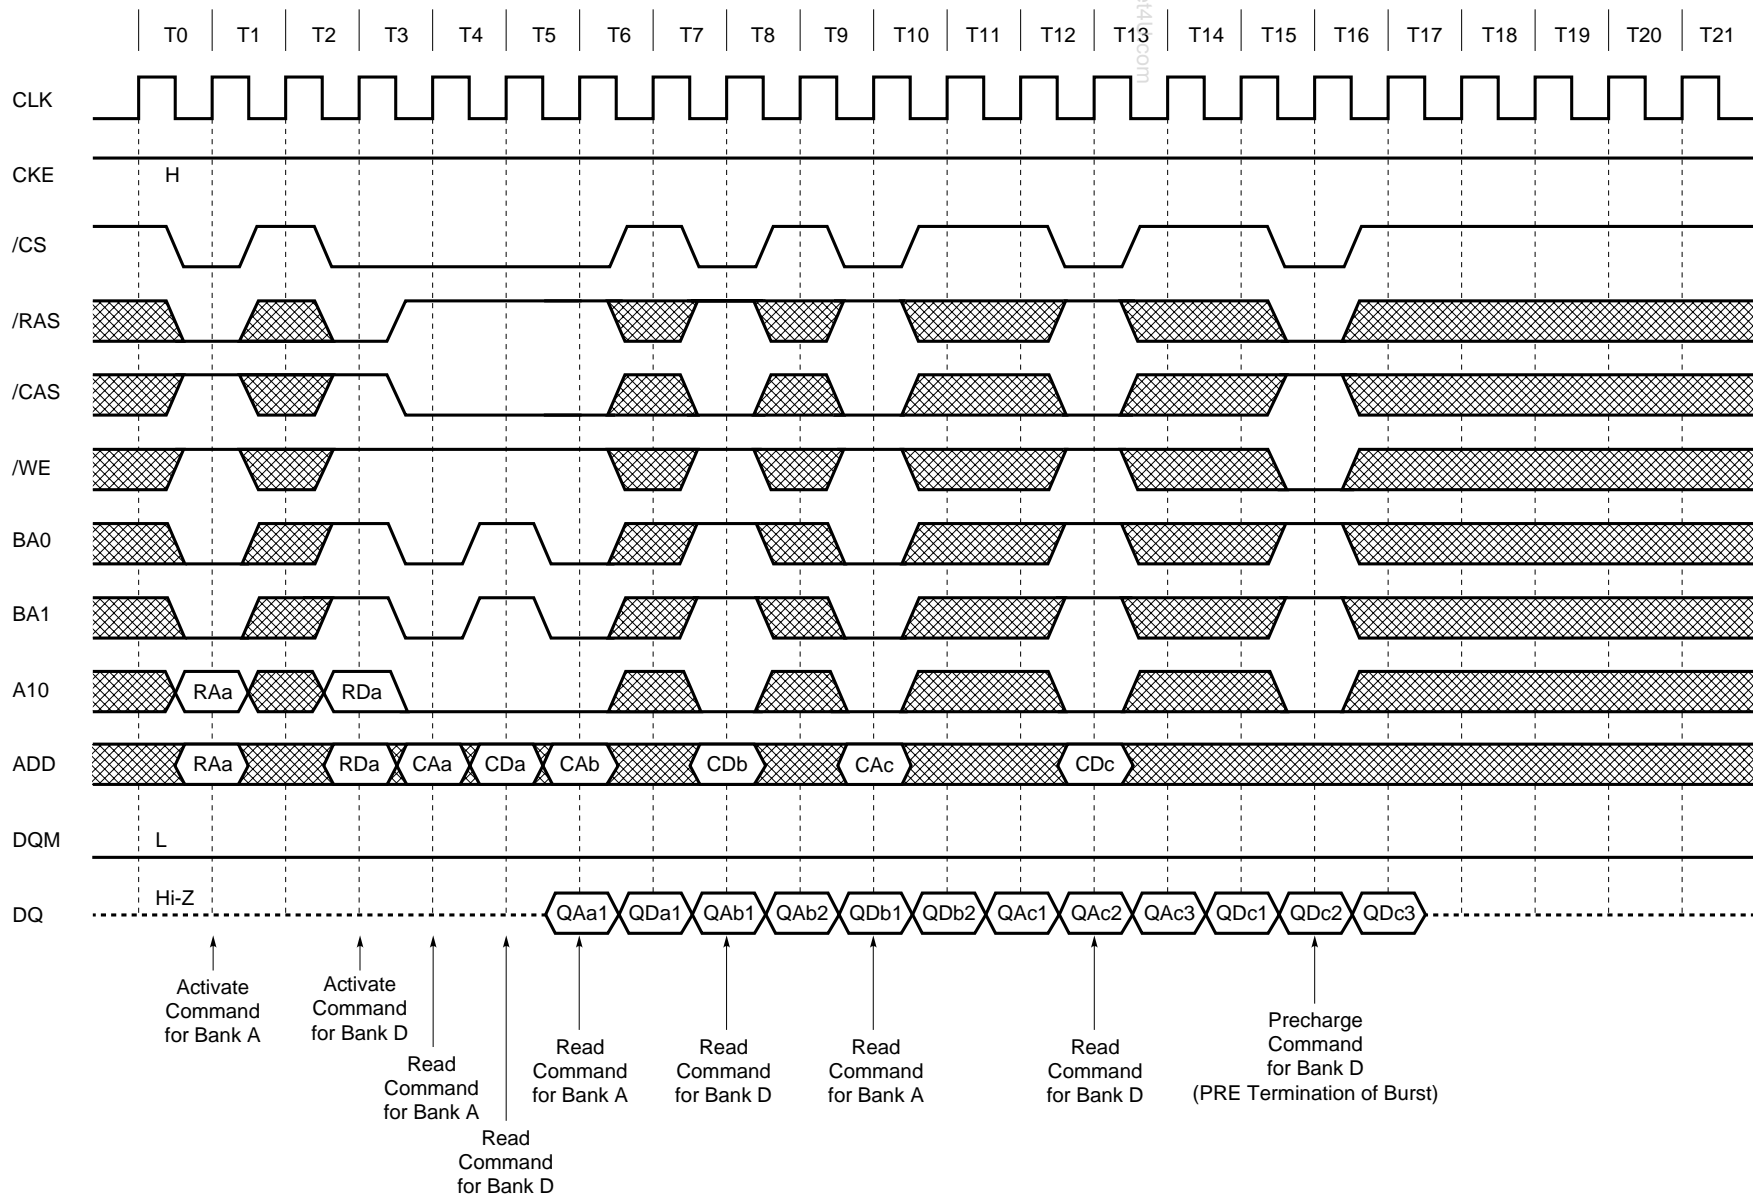 T0 T1 T2 T3 T4 T5 T6 T7 T8 T9 T10 T11 T12 T13 T14 T15 T16 T17 T18 T19 T20 T21
CLK
CKE H
/CS
/RAS
/CAS
/WE
BA0
BA1
A10 RAa RDa
ADD RAa RDa CAa CDa CAb CDb CAc CDc
DQM L
DQ Hi-Z QAa1 QDa1 QAb1 QAb2 QDb1 QDb2 QAc1 QAc2 QAc3 QDc1 QDc2 QDc3
Activate
Command
for Bank A
Activate
Command
for Bank D
Read
Command
for Bank A
Read
Command
for Bank D
Read
Command
for Bank A
Read
Command
for Bank D
Read
Command
for Bank A
Read
Command
for Bank D
Precharge
Command
for Bank D
(PRE Termination of Burst)